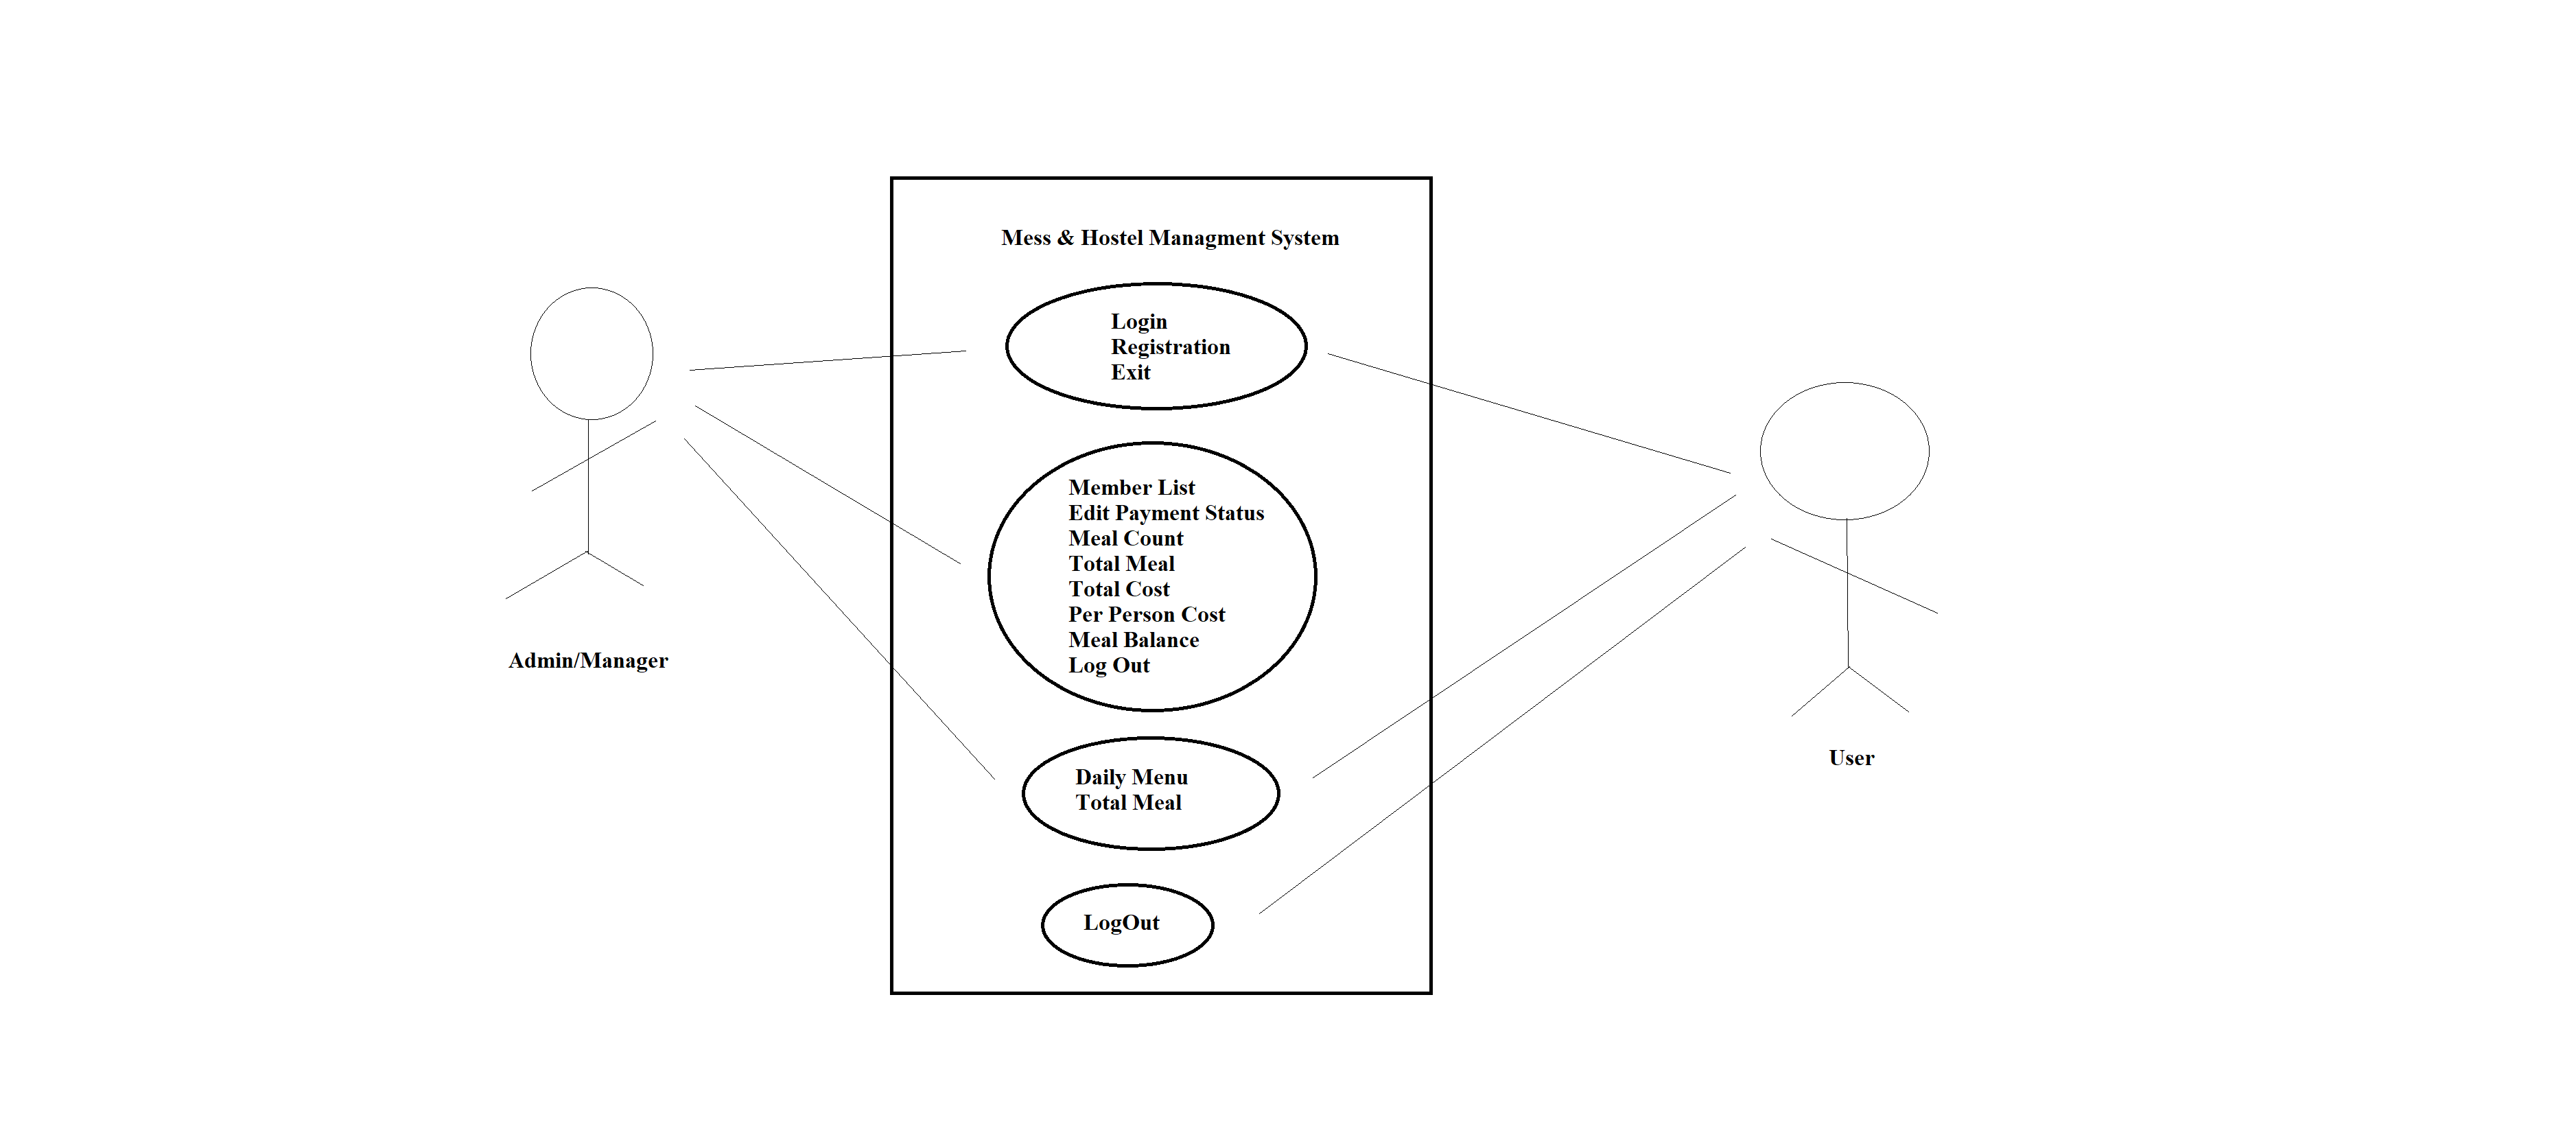 Mess & Hostel Managment System
Login
Registration
Exit
Member List
Edit Payment Status
Meal Count
Total Meal
Total Cost
Per Person Cost
Meal Balance
Log Out
Admin/Manager
Daily Menu
Total Meal
User
LogOut